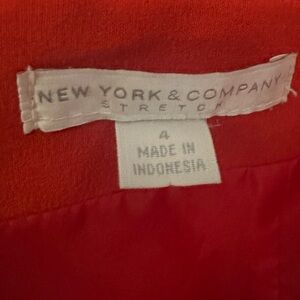 NEW YORK & COMPANY
STRETCH
4
MADE IN
INDONESIA